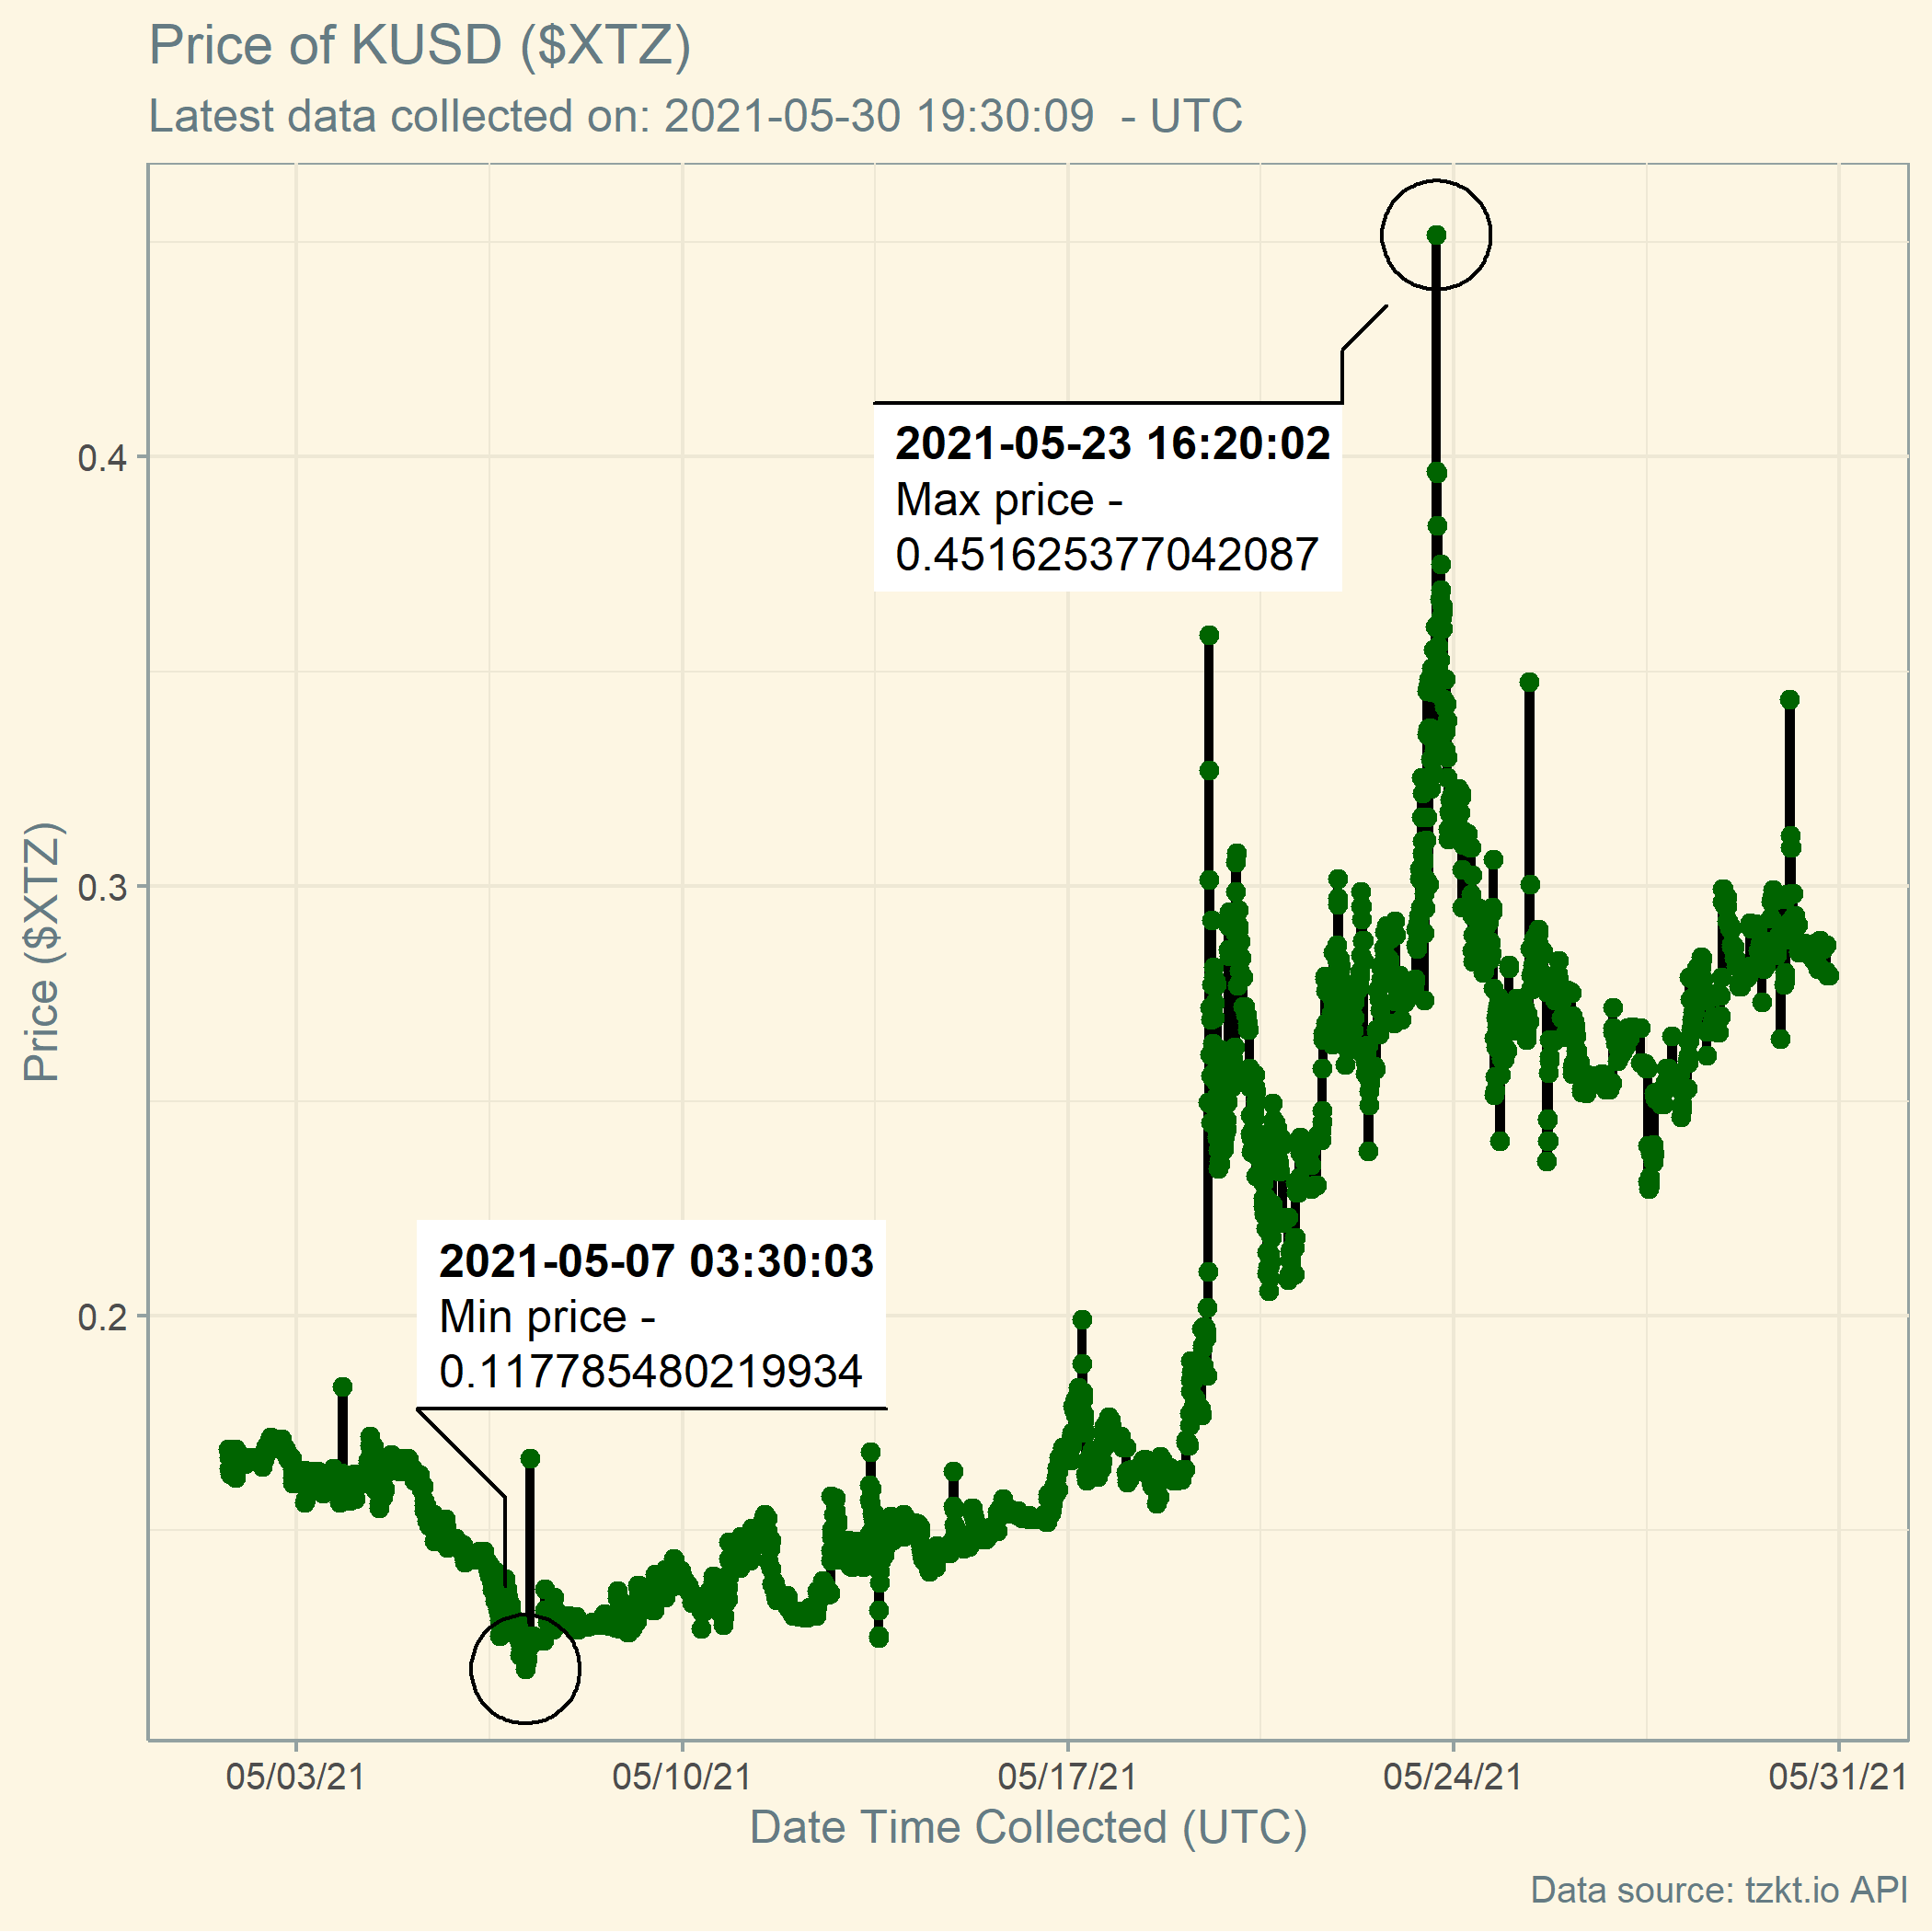 Price of KUSD ($XTZ)
Latest data collected on: 2021-05-30 19:30:09  - UTC
2021-05-23 16:20:02
Max price -
0.451625377042087
2021-05-07 03:30:03
Min price -
0.117785480219934
Price ($XTZ)
0.4
0.3
0.2
05/03/21
05/10/21
05/17/21
05/24/21
05/31/21
Date Time Collected (UTC)
Data source: tzkt.io API